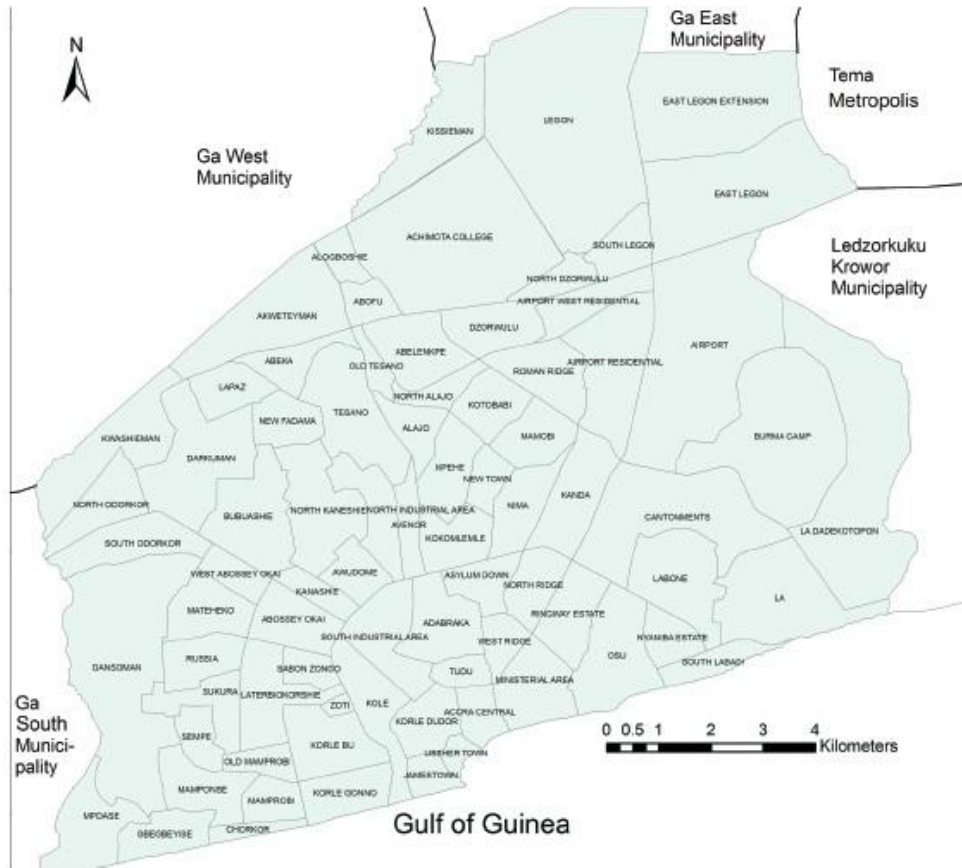 Ga East
Municipality
N
Tema
Metropolis
EAST LEGON EXTENSION
LEGON
KISSIEMAN
Ga West
Municipality
EAST LEGON
ACHIMOTA COLLEGE
SOUTH LEGON
Ledzorkuku
Krowor
Municipality
ALOGBOSHIE
NORTH DZORWULU
ABOFU
AIRPORT WEST RESIDENTIAL
AKWETEYMAN
DZORWULU
AIRPORT
ABELENKPE
ABEKA
OLD TESANO
AIRPORT RESIDENTIAL
ROMAN RIDGE
LAPAZ
NORTH ALAJO
KOTOBABI
TESANO
NEW FADAMA
ALAJO
MAMOBI
BURMA CAMP
KWASHIEMAN
DARKUMAN
KPEHE
NEW TOWN
KANDA
NORTH ODORKOR
NIMA
NORTH KANESHIE
NORTH INDUSTRIAL AREA
BUBUASHIE
CANTONMENTS
AVENOR
LA DADEKOTOPON
KOKOMLEMLE
SOUTH ODORKOR
WEST ABOSSEY OKAI
AWUDOME
ASYLUM DOWN
LABONE
NORTH RIDGE
KANASHIE
LA
MATEHEKO
RINGWAY ESTATE
ABOSSEY OKAI
ADABRAKA
SOUTH INDUSTRIAL AREA
WEST RIDGE
NYANIBA ESTATE
OSU
RUSSIA
SOUTH LABADI
DANSOMAN
SABON ZONGO
TUDU
MINISTERIAL AREA
SUKURA
LATERBIOKORSHIE
KOLE
ZOTI
ACCRA CENTRAL
KORLE DUDOR
Ga
South
Munici-
pality
SEMPE
KORLE BU
USSHER TOWN
OLD MAMPROBI
JAMESTOWN
MAMPONSE
KORLE GONNO
MAMPROBI
MPOASE
CHORKOR
GBEGBEYISE
0 0.5 1 2 3 4
Kilometers
Gulf of Guinea